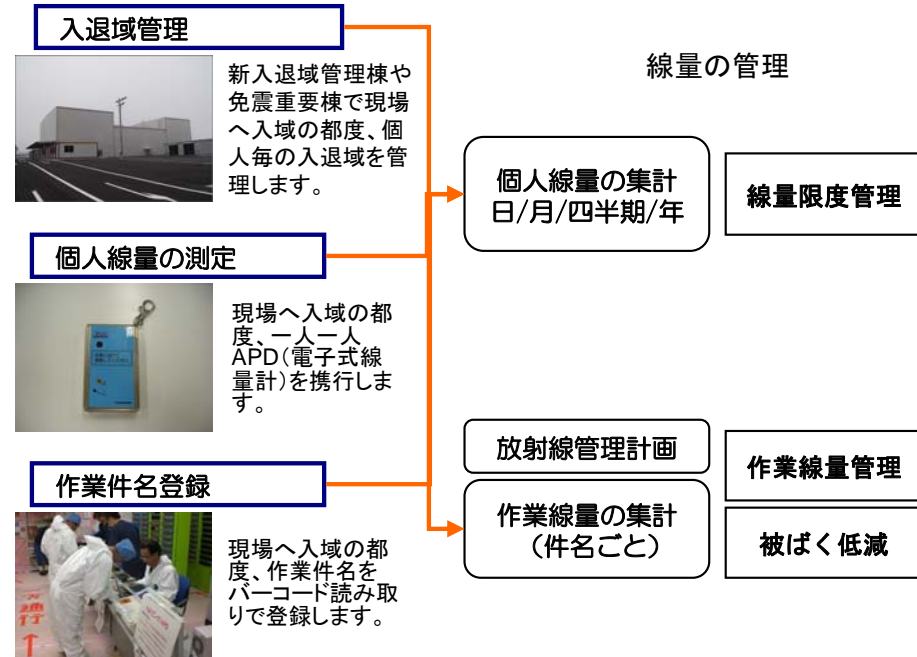 入退域管理
新入退域管理棟や
免震重要棟で現場
へ入域の都度、個
人毎の入退域を管
理します。
個人線量の測定
現場へ入域の都
度、一人一人
APD(電子式線
量計)を携行しま
す。
作業件名登録
現場へ入域の都
度、作業件名を
バーコード読み取
りで登録します。
通行
線量の管理
個人線量の集計
日/月/四半期/年
線量限度管理
放射線管理計画
作業線量の集計
(件名ごと)
作業線量管理
被ばく低減